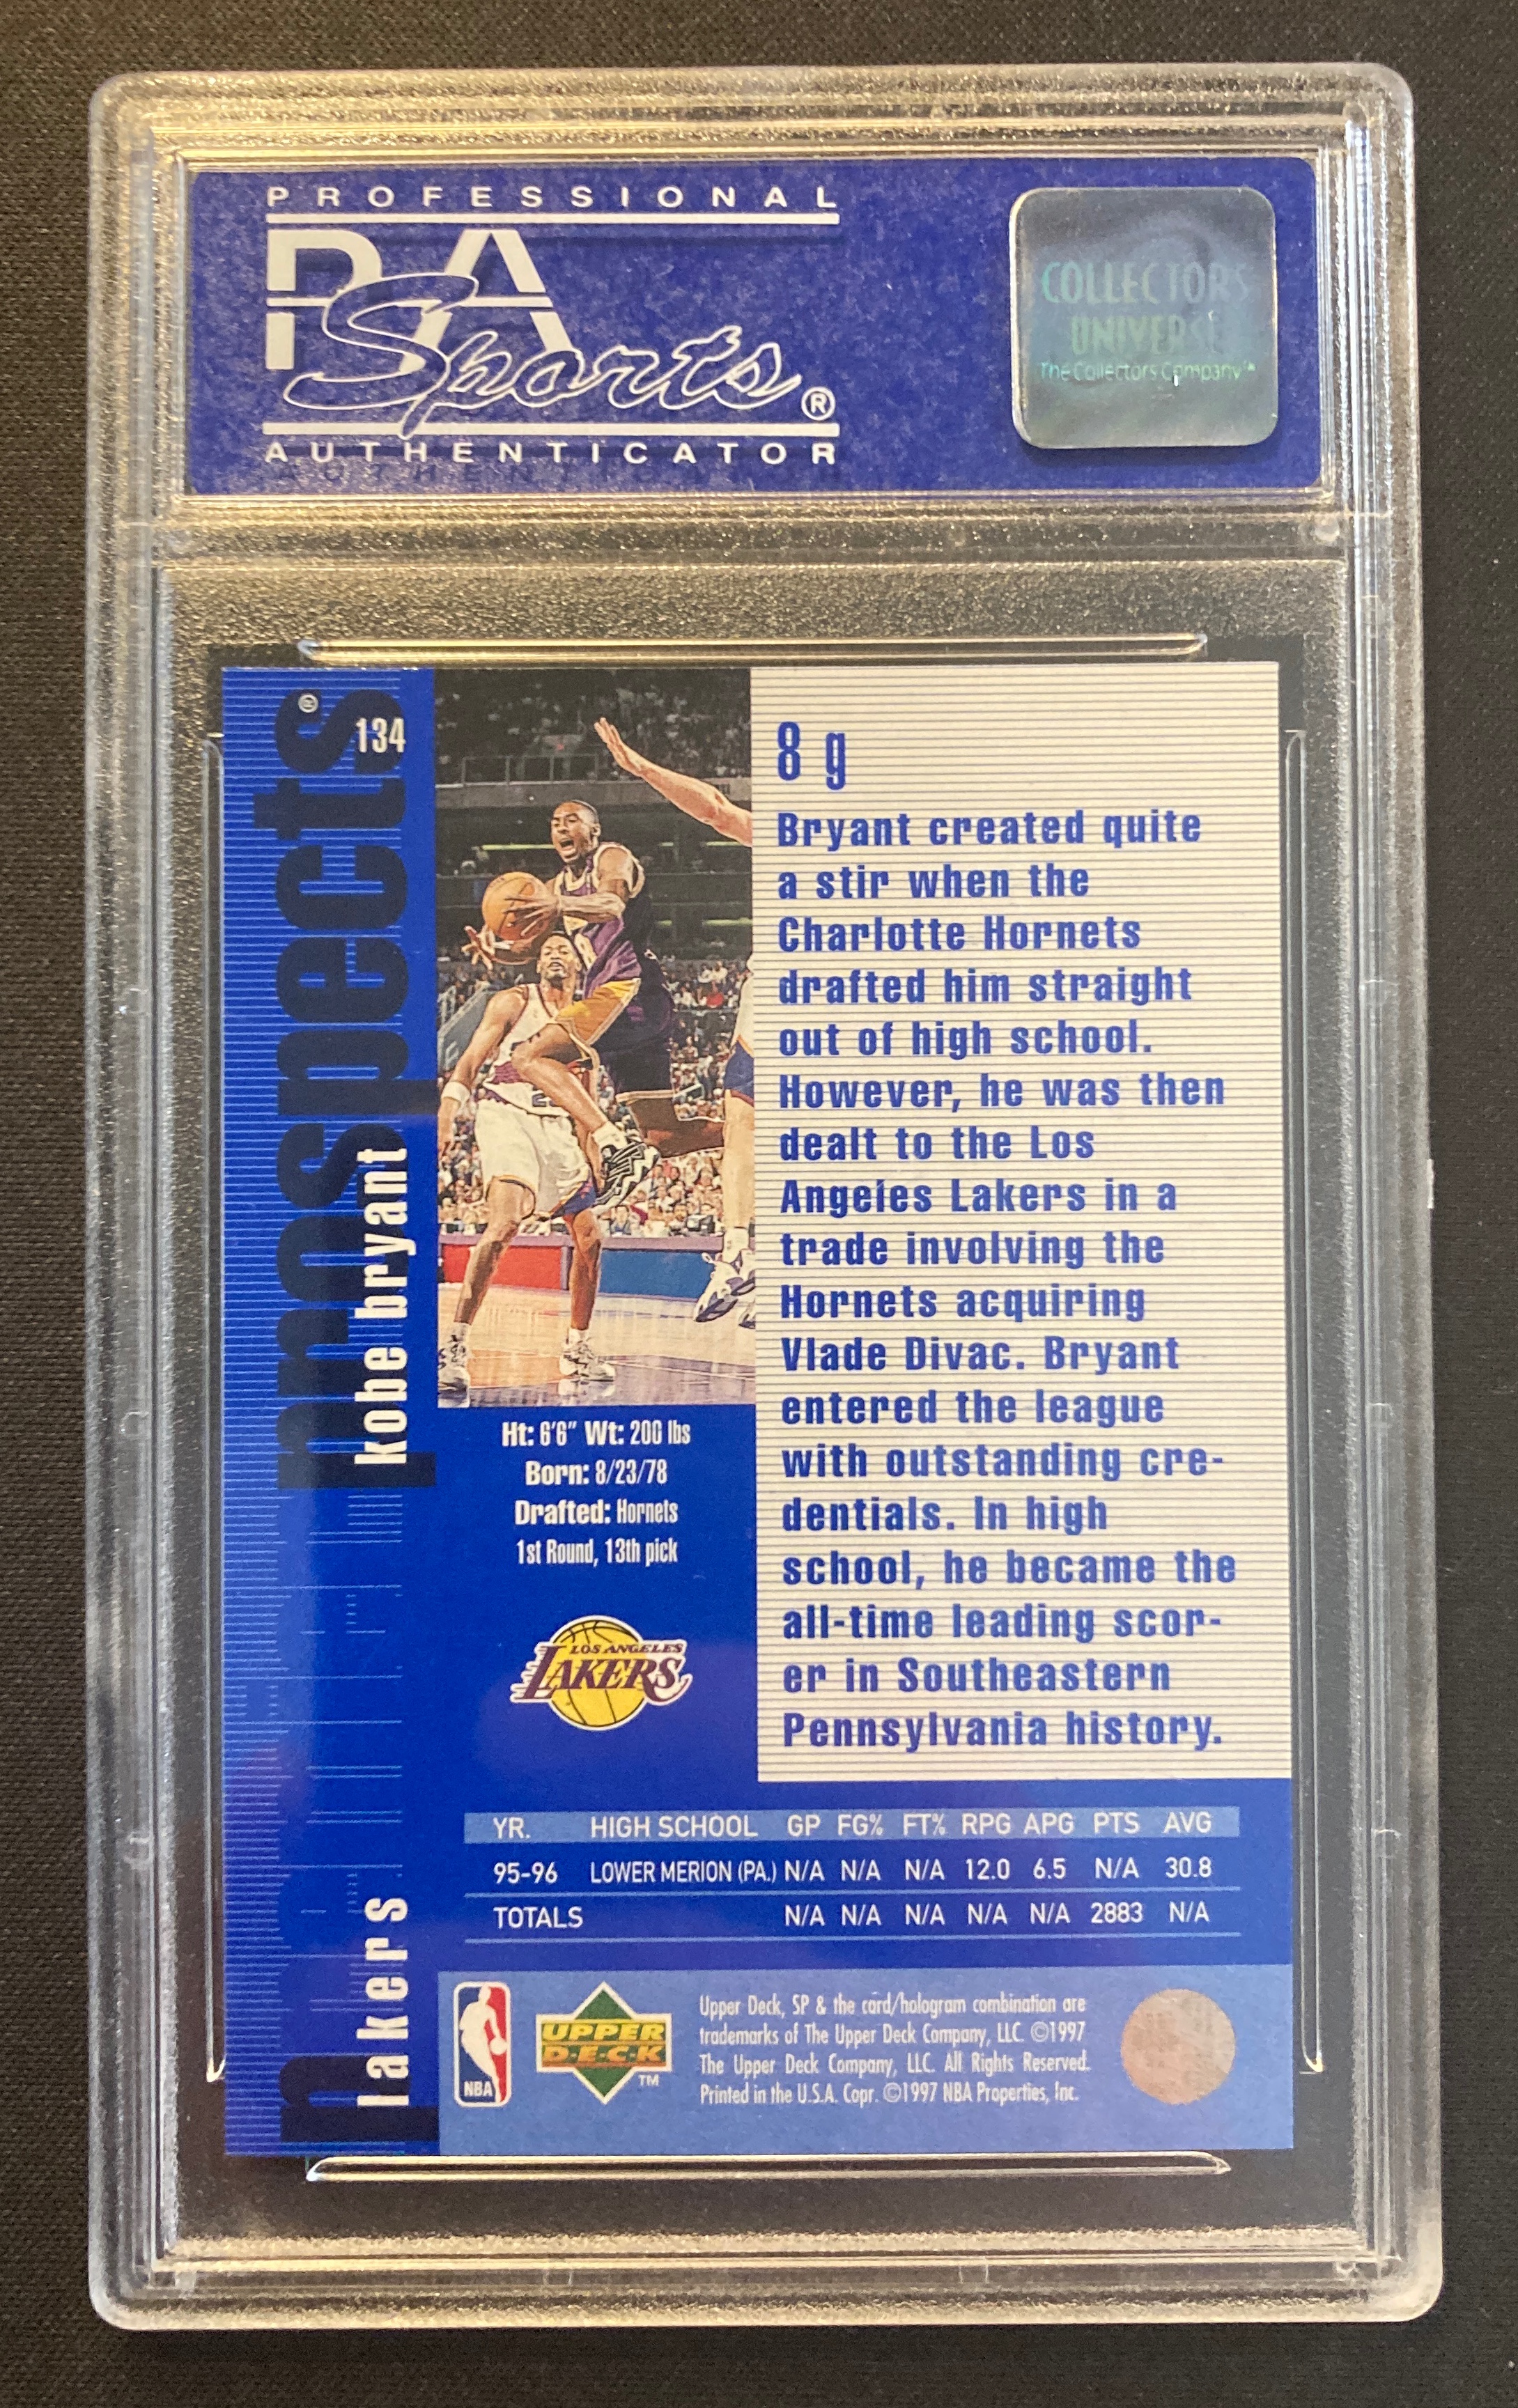 PROFESSIONAL
PSA
Sports®
AUTHENTICATOR
COLLECTORS
UNIVERSE
The Collectors Company™
prospects®
134
kobe bryant
lakers
8 g
Bryant created quite
a stir when the
Charlotte Hornets
drafted him straight
out of high school.
However, he was then
dealt to the Los
Angeles Lakers in a
trade involving the
Hornets acquiring
Vlade Divac. Bryant
entered the league
with outstanding cre-
dentials. In high
school, he became the
all-time leading scor-
er in Southeastern
Pennsylvania history.
Ht: 6'6" Wt: 200 lbs
Born: 8/23/78
Drafted: Hornets
1st Round, 13th pick
LOS ANGELES
LAKERS
YR. HIGH SCHOOL GP FG% FT% RPG APG PTS AVG
95-96 LOWER MERION (PA.) N/A N/A N/A 12.0 6.5 N/A 30.8
TOTALS N/A N/A N/A N/A N/A 2883 N/A
NBA
UPPER
DECK
TM
Upper Deck, SP & the card/hologram combination are
trademarks of The Upper Deck Company, LLC. ©1997
The Upper Deck Company, LLC. All Rights Reserved.
Printed in the U.S.A. Copr. ©1997 NBA Properties, Inc.